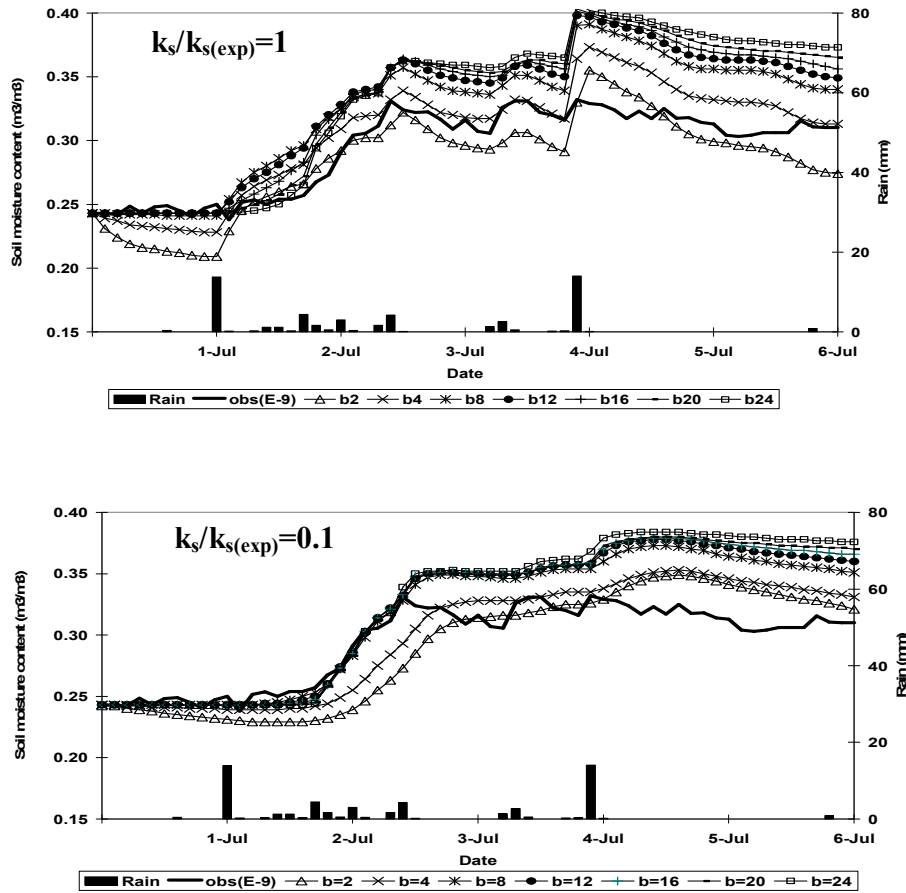 ks/ks(exp)=1
Soil moisture content (m3/m3)
0.40
0.35
0.30
0.25
0.20
0.15
80
60
40
20
0
Rain (mm)
1-Jul 2-Jul 3-Jul 4-Jul 5-Jul 6-Jul
Date
Rain obs(E-9) b2 b4 b8 b12 b16 b20 b24
ks/ks(exp)=0.1
Soil moisture content (m3/m3)
0.40
0.35
0.30
0.25
0.20
0.15
80
60
40
20
0
Rain (mm)
1-Jul 2-Jul 3-Jul 4-Jul 5-Jul 6-Jul
Date
Rain obs(E-9) b=2 b=4 b=8 b=12 b=16 b=20 b=24